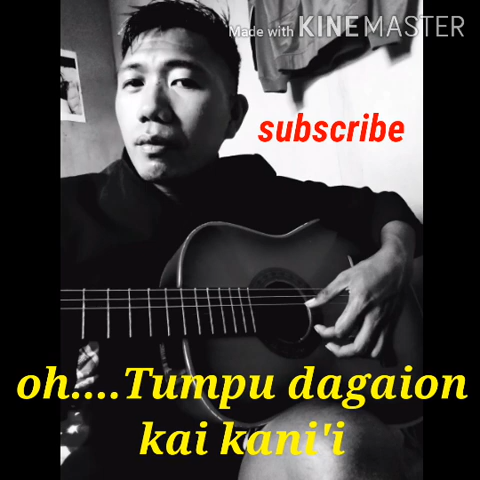 Made with KINEMASTER
subscribe
oh....Tumpu dagaion
kai kani'i